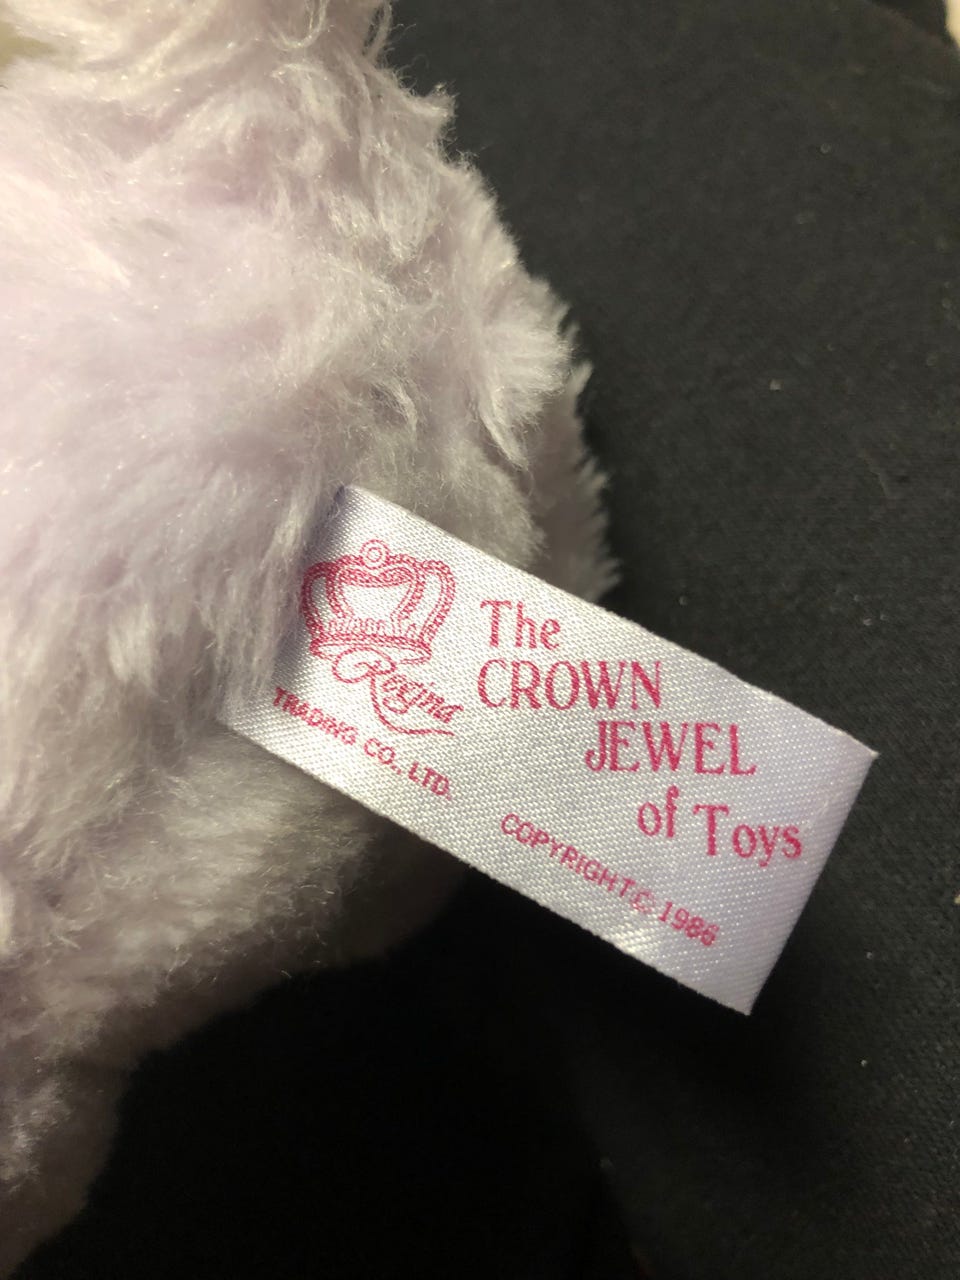 Regina
TRADING CO., LTD.
The
CROWN
JEWEL
of Toys
COPYRIGHT © 1986